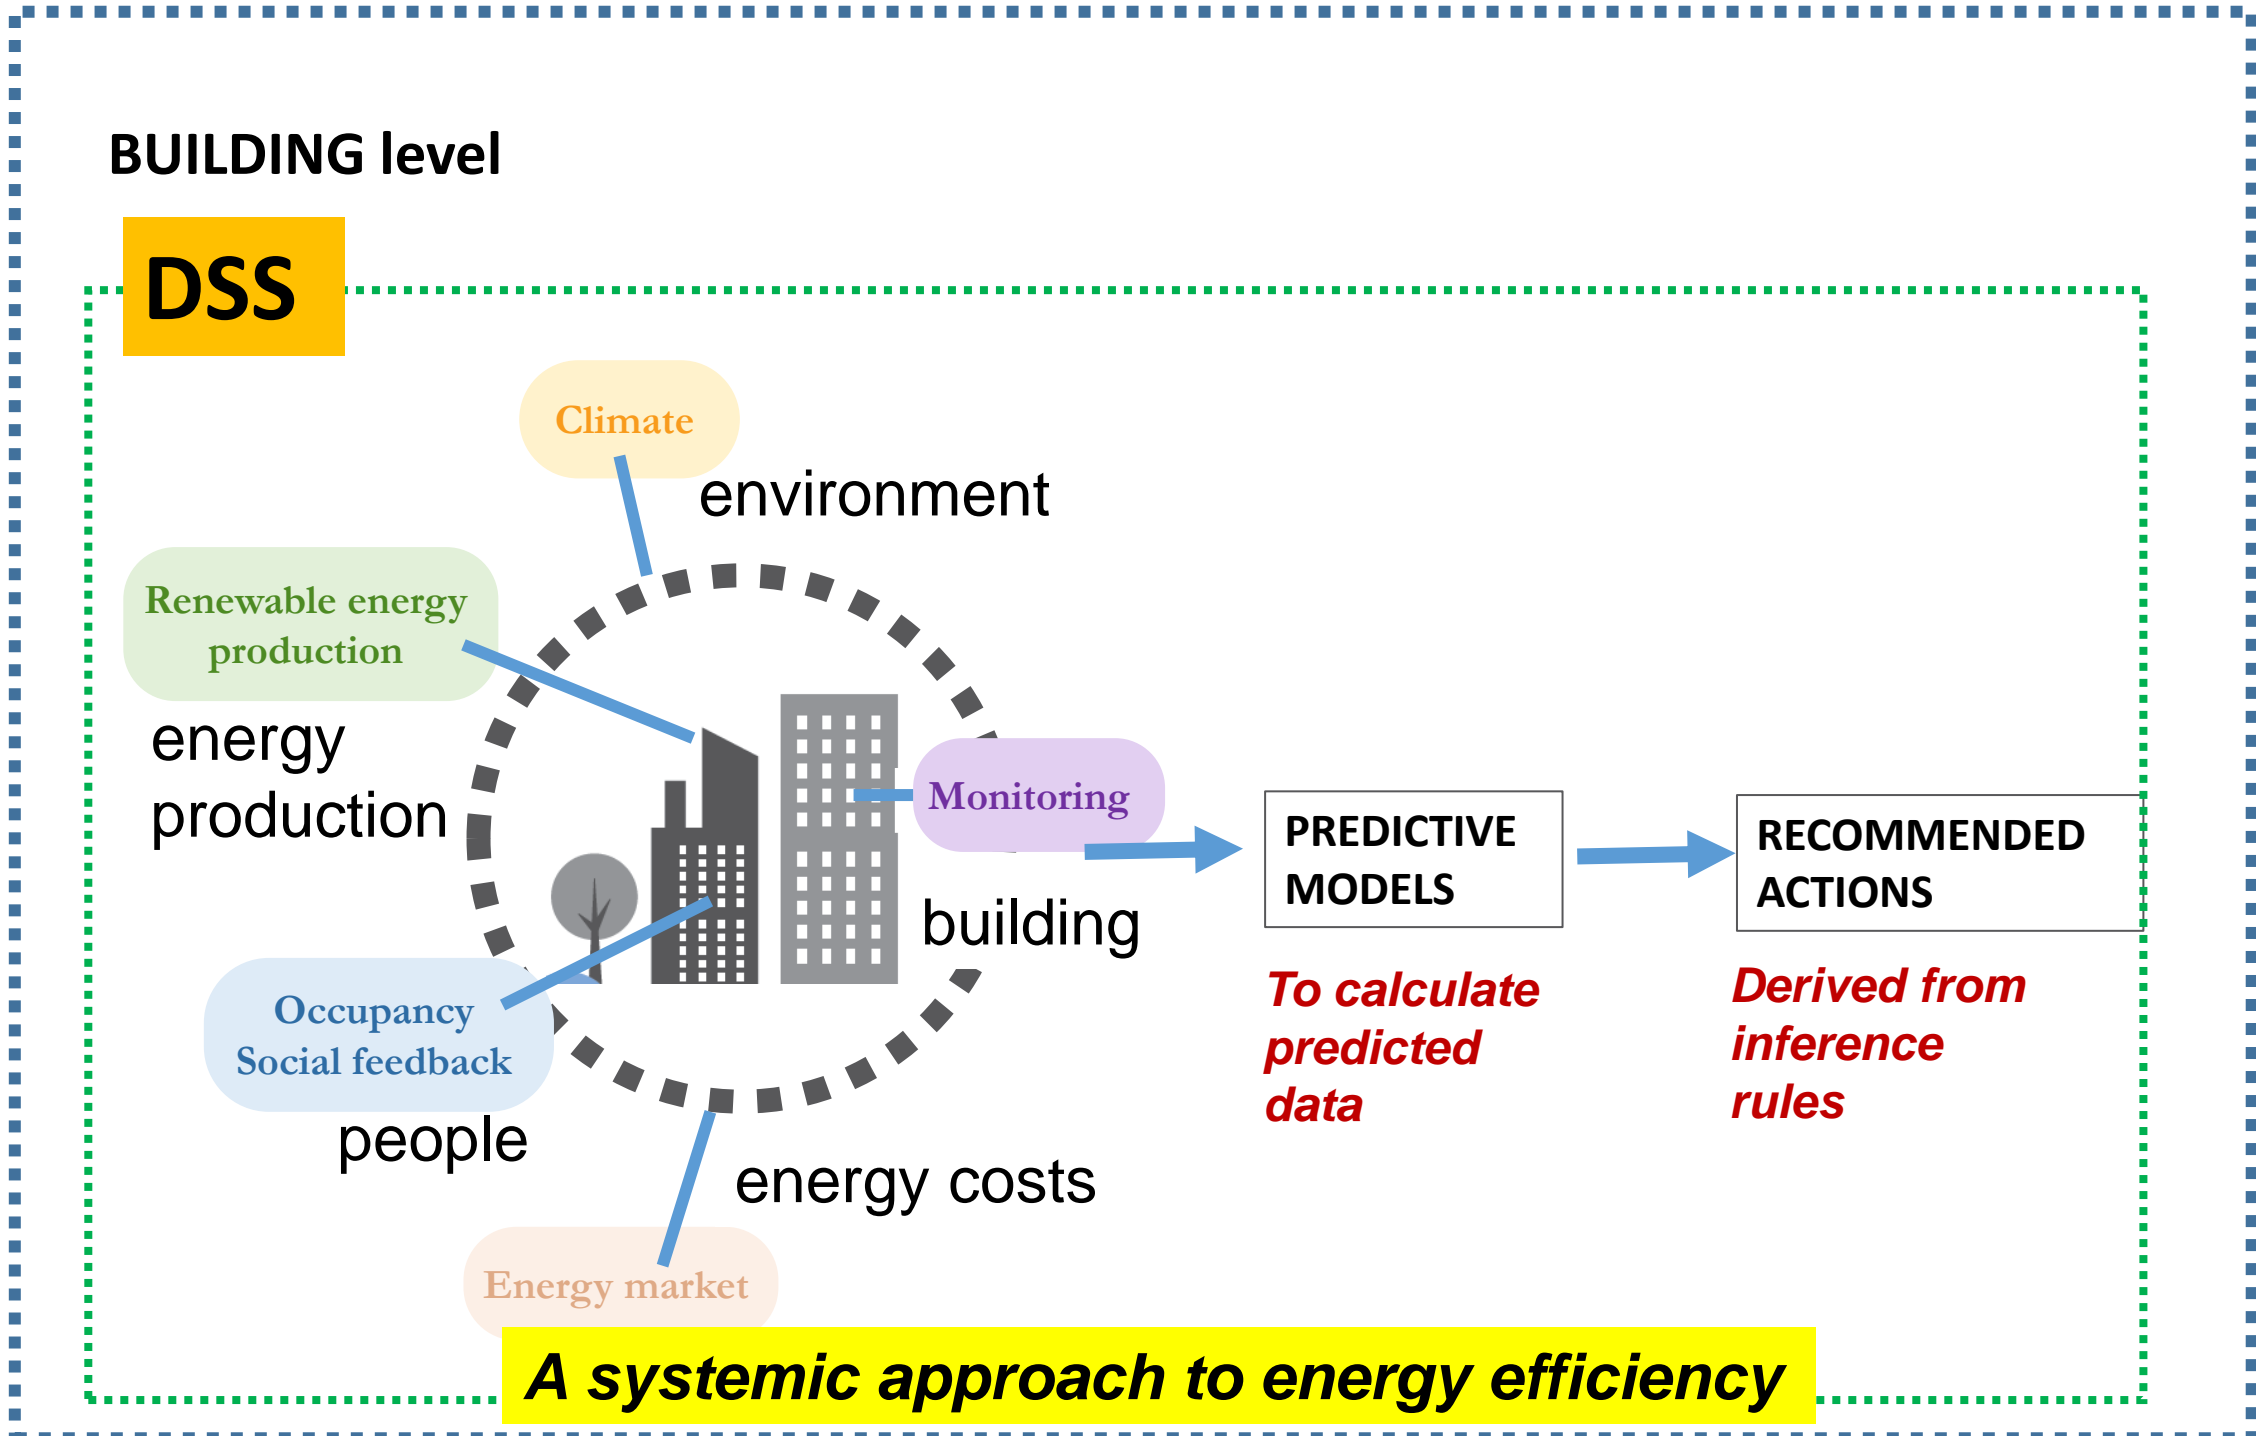 BUILDING level
DSS
Climate
environment
Renewable energy
production
energy
production
Monitoring
building
Occupancy
Social feedback
people
energy costs
Energy market
PREDICTIVE
MODELS
To calculate
predicted
data
RECOMMENDED
ACTIONS
Derived from
inference
rules
A systemic approach to energy efficiency